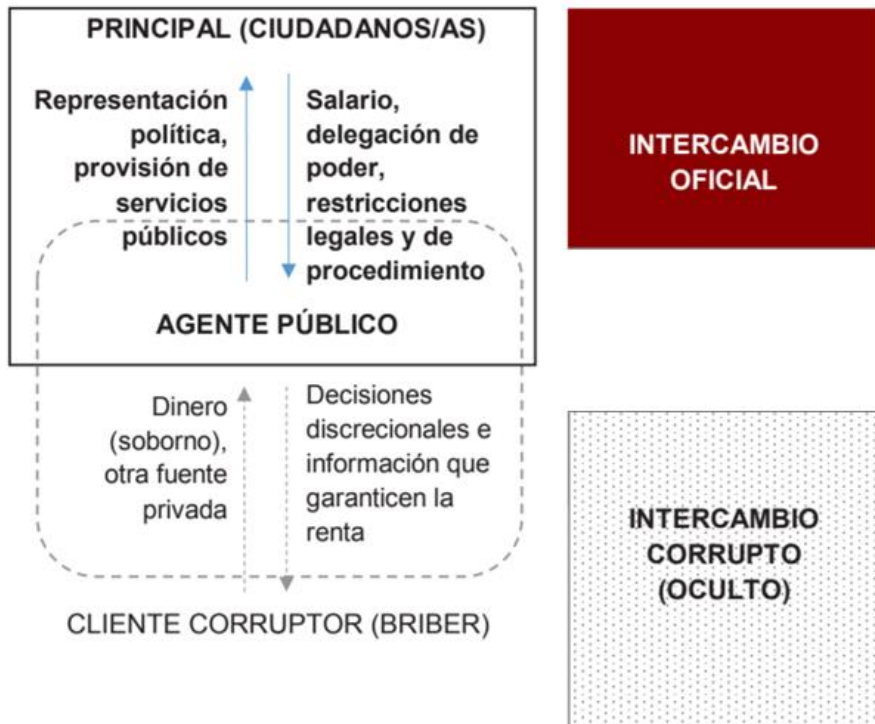 PRINCIPAL (CIUDADANOS/AS)
Representación
política,
provisión de
servicios
públicos
Salario,
delegación de
poder,
restricciones
legales y de
procedimiento
AGENTE PÚBLICO
Dinero
(soborno),
otra fuente
privada
Decisiones
discrecionales e
información que
garanticen la
renta
CLIENTE CORRUPTOR (BRIBER)
INTERCAMBIO
OFICIAL
INTERCAMBIO
CORRUPTO
(OCULTO)